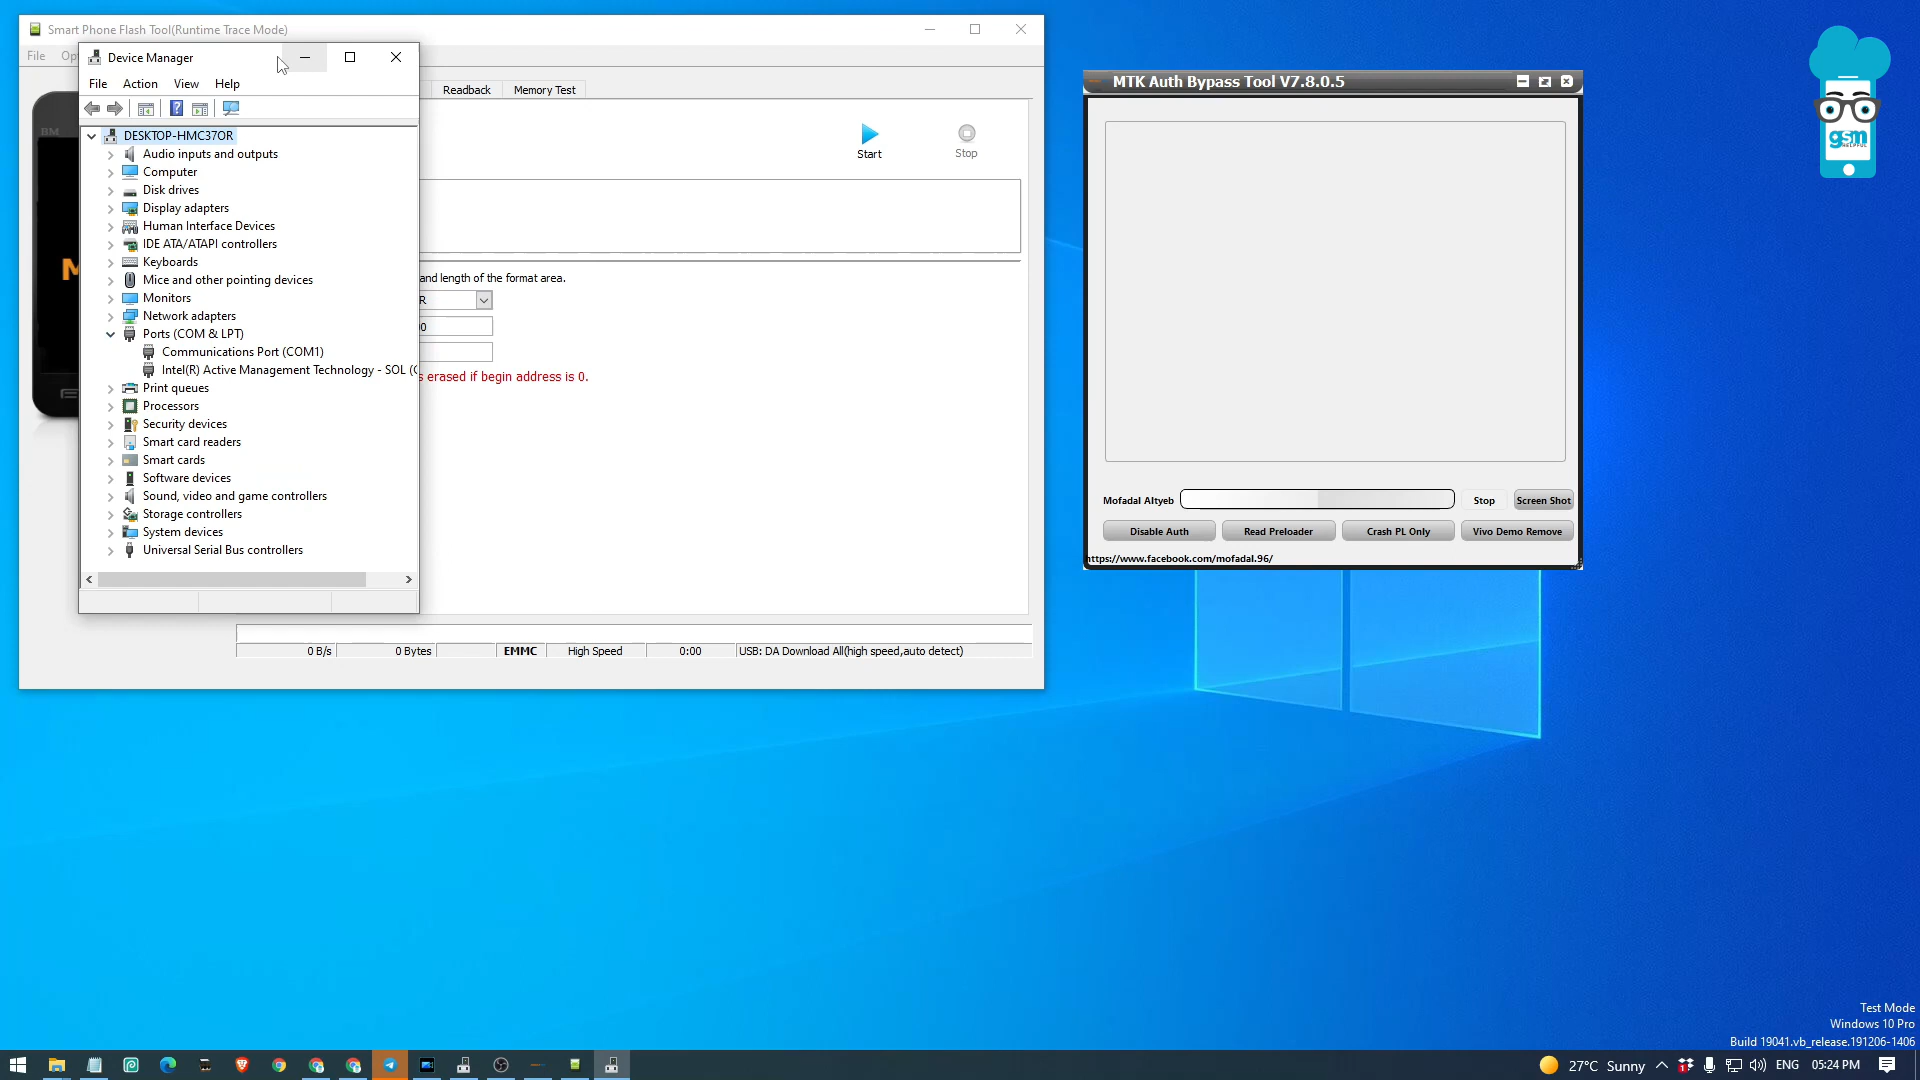 Smart Phone Flash Tool(Runtime Trace Mode)
File
Device Manager
File Action View Help
BM
DESKTOP-HMC37OR
Audio inputs and outputs
Computer
Disk drives
Display adapters
Human Interface Devices
IDE ATA/ATAPI controllers
Keyboards
Mice and other pointing devices
Monitors
Network adapters
Ports (COM & LPT)
Communications Port (COM1)
Intel(R) Active Management Technology - SOL (
Print queues
Processors
Security devices
Smart card readers
Smart cards
Software devices
Sound, video and game controllers
Storage controllers
System devices
Universal Serial Bus controllers
Readback Memory Test
Start Stop
and length of the format area.
R
0
erased if begin address is 0.
0 B/s 0 Bytes EMMC High Speed 0:00 USB: DA Download All(high speed,auto detect)
MTK Auth Bypass Tool V7.8.0.5
Mofadal Altyeb Stop Screen Shot
Disable Auth Read Preloader Crash PL Only Vivo Demo Remove
https://www.facebook.com/mofadal.96/
gsm
HELPFUL
Test Mode
Windows 10 Pro
Build 19041.vb_release.191206-1406
27°C Sunny ENG 05:24 PM